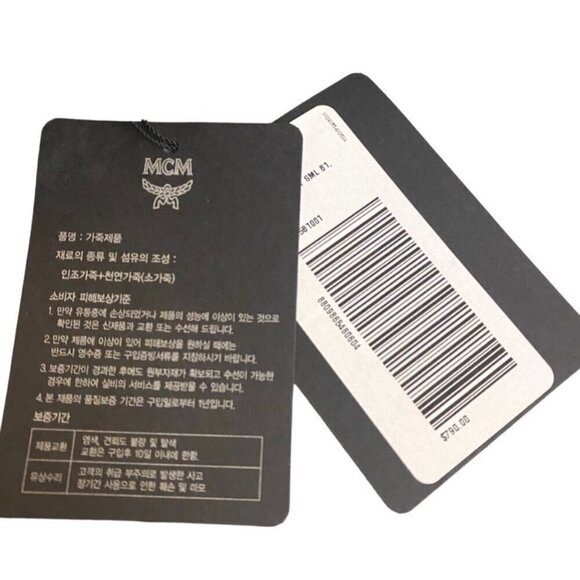 MCM
품명 : 가죽제품
재료의 종류 및 섬유의 조성 :
인조가죽+천연가죽(소가죽)
소비자 피해보상기준
1. 만약 유통중에 손상되었거나 제품의 성능에 이상이 있는 것으로
확인된 것은 신제품과 교환 또는 수선해 드립니다.
2. 만약 제품에 이상이 있어 피해보상을 원하실 때에는
반드시 영수증 또는 구입증빙서류를 지참하시기 바랍니다.
3. 보증기간이 경과한 후에도 원부자재가 확보되고 수선이 가능한
경우에 한하여 실비의 서비스를 제공받을 수 있습니다.
4. 본 제품의 품질보증 기간은 구입일로부터 1년입니다.
보증기간
제품교환
염색, 견뢰도 불량 및 탈색
교환은 구입후 10일 이내에 한함.
유상수리
고객의 취급 부주의로 발생한 사고
장기간 사용으로 인한 훼손 및 마모
SML B1.
581001
8809865480604
$790.00